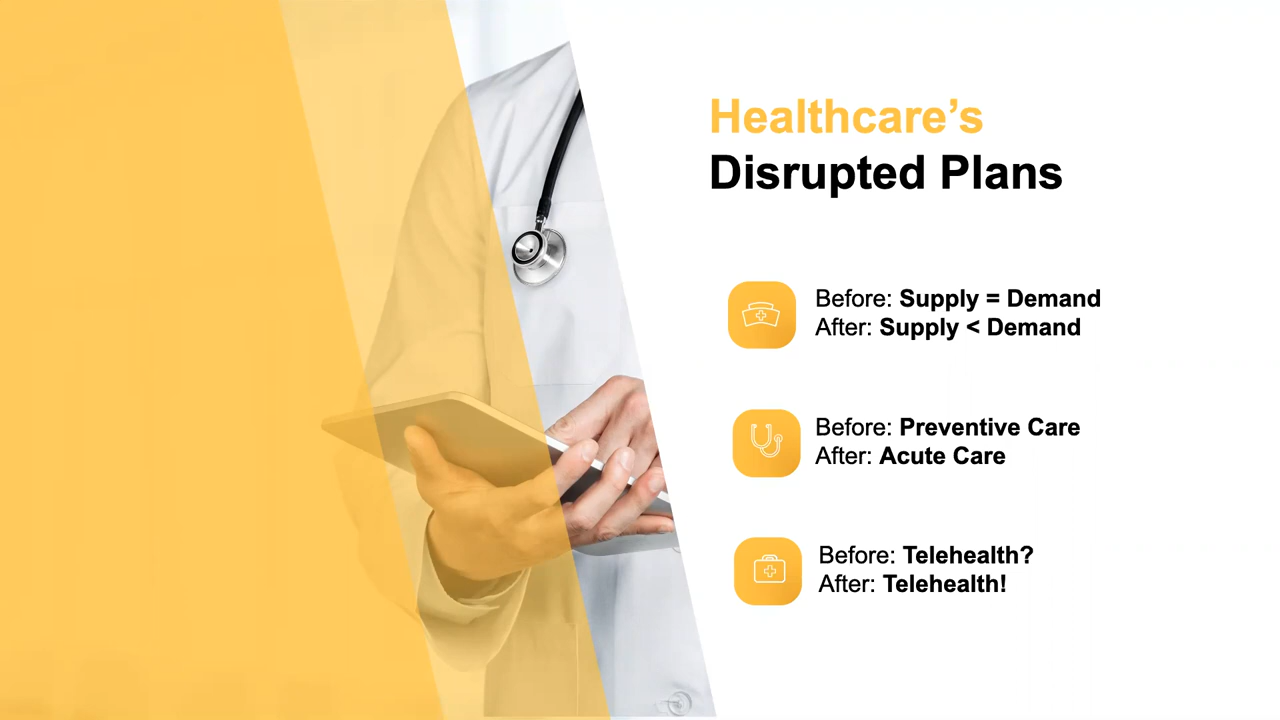 Healthcare’s
Disrupted Plans
Before: Supply = Demand
After: Supply < Demand
Before: Preventive Care
After: Acute Care
Before: Telehealth?
After: Telehealth!